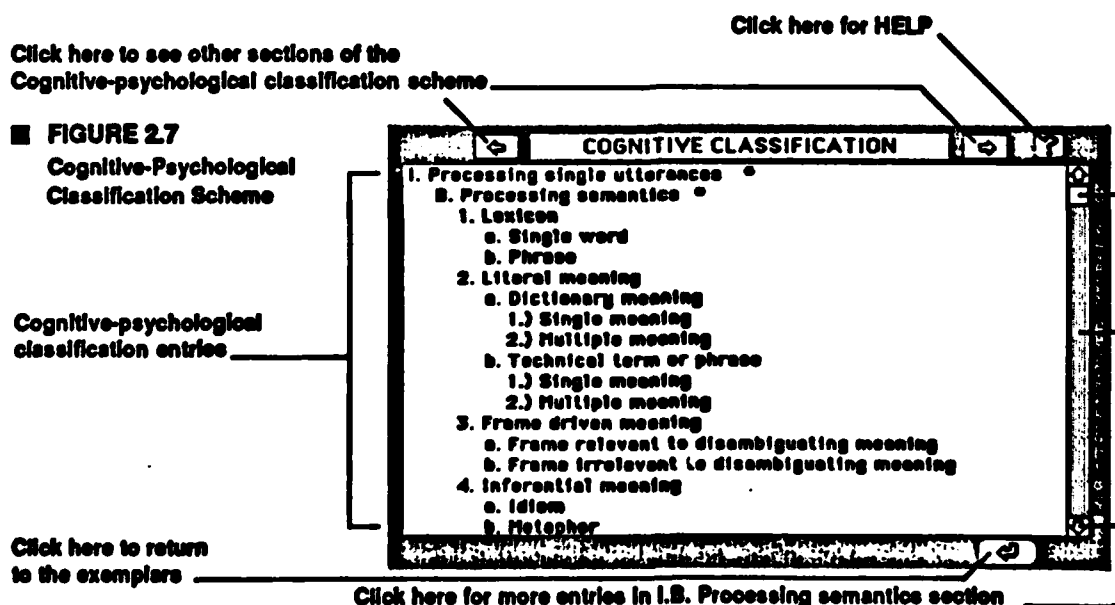 Click here for HELP
Click here to see other sections of the
Cognitive-psychological classification scheme
■ FIGURE 2.7
Cognitive-Psychological
Classification Scheme
COGNITIVE CLASSIFICATION
?
I. Processing single utterances
B. Processing semantics
1. Lexicon
a. Single word
b. Phrase
2. Literal meaning
a. Dictionary meaning
1.) Single meaning
2.) Multiple meaning
b. Technical term or phrase
1.) Single meaning
2.) Multiple meaning
3. Frame driven meaning
a. Frame relevant to disambiguating meaning
b. Frame irrelevant to disambiguating meaning
4. Inferential meaning
a. Idiom
b. Metaphor
Cognitive-psychological
classification entries
Click here to return
to the exemplars
Click here for more entries in I.B. Processing semantics section